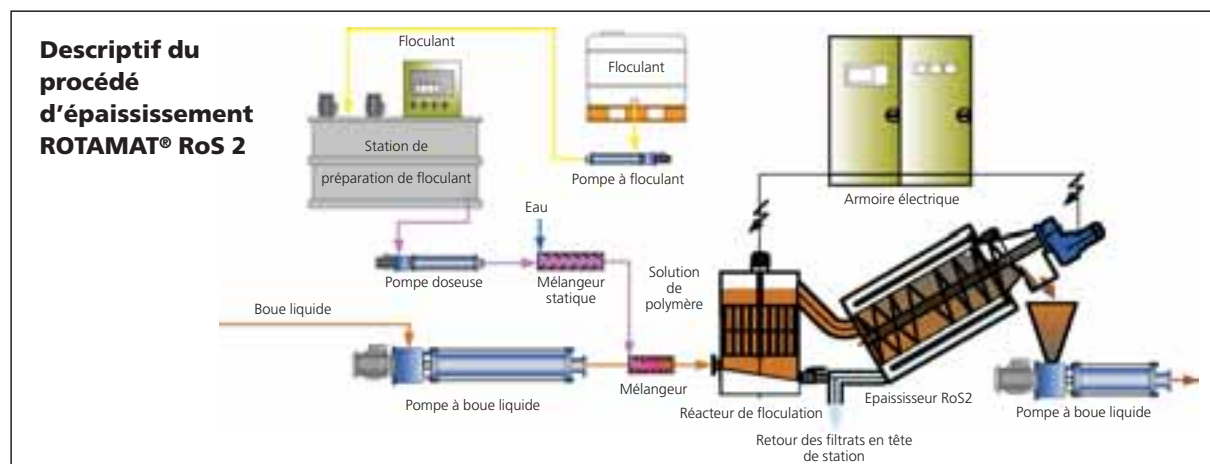 Descriptif du
procédé
d'épaississement
ROTAMAT® RoS 2
Floculant
Floculant
Station de
préparation de floculant
Pompe à floculant
Armoire électrique
Eau
Pompe doseuse
Mélangeur
statique
Solution
de
polymère
Boue liquide
Pompe à boue liquide
Mélangeur
Réacteur de floculation
Epaississeur RoS2
Pompe à boue liquide
Retour des filtrats en tête
de station